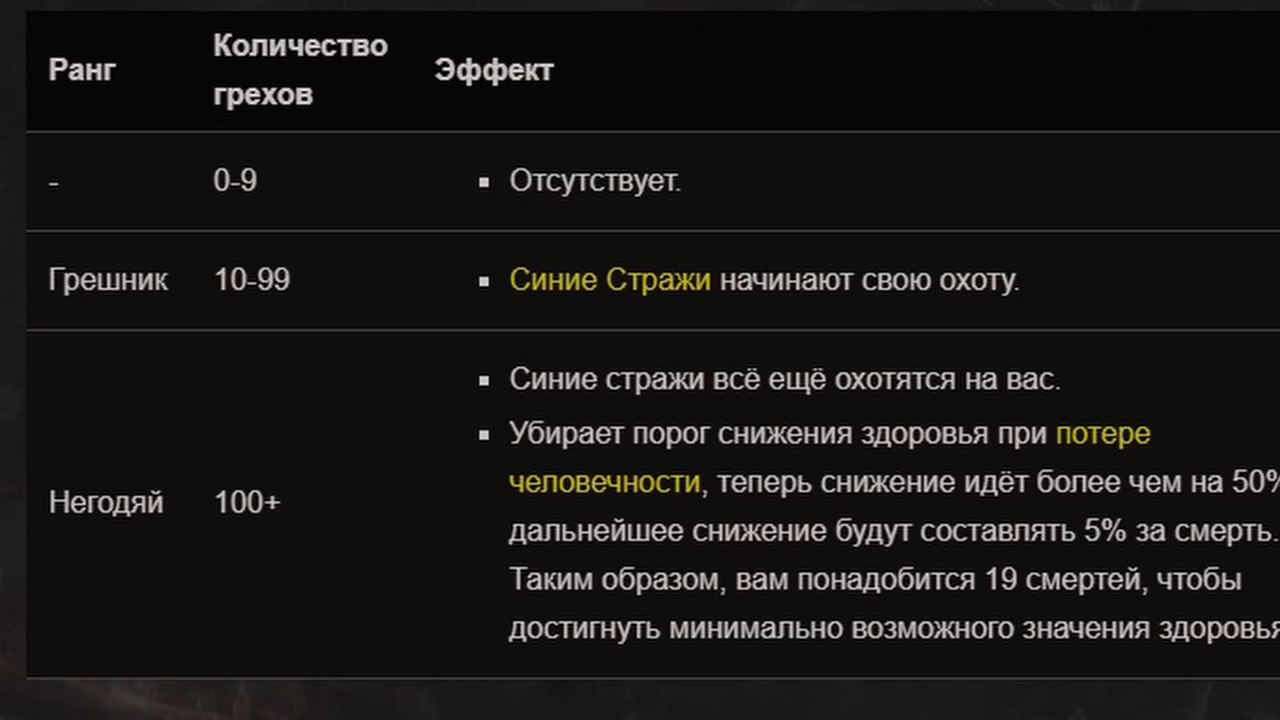 Ранг
Количество
грехов
Эффект
-
0-9
▪ Отсутствует.
Грешник
10-99
▪ Синие Стражи начинают свою охоту.
Негодяй
100+
▪ Синие стражи всё ещё охотятся на вас.
▪ Убирает порог снижения здоровья при потере
человечности, теперь снижение идёт более чем на 50%
дальнейшее снижение будут составлять 5% за смерть.
Таким образом, вам понадобится 19 смертей, чтобы
достигнуть минимально возможного значения здоровья